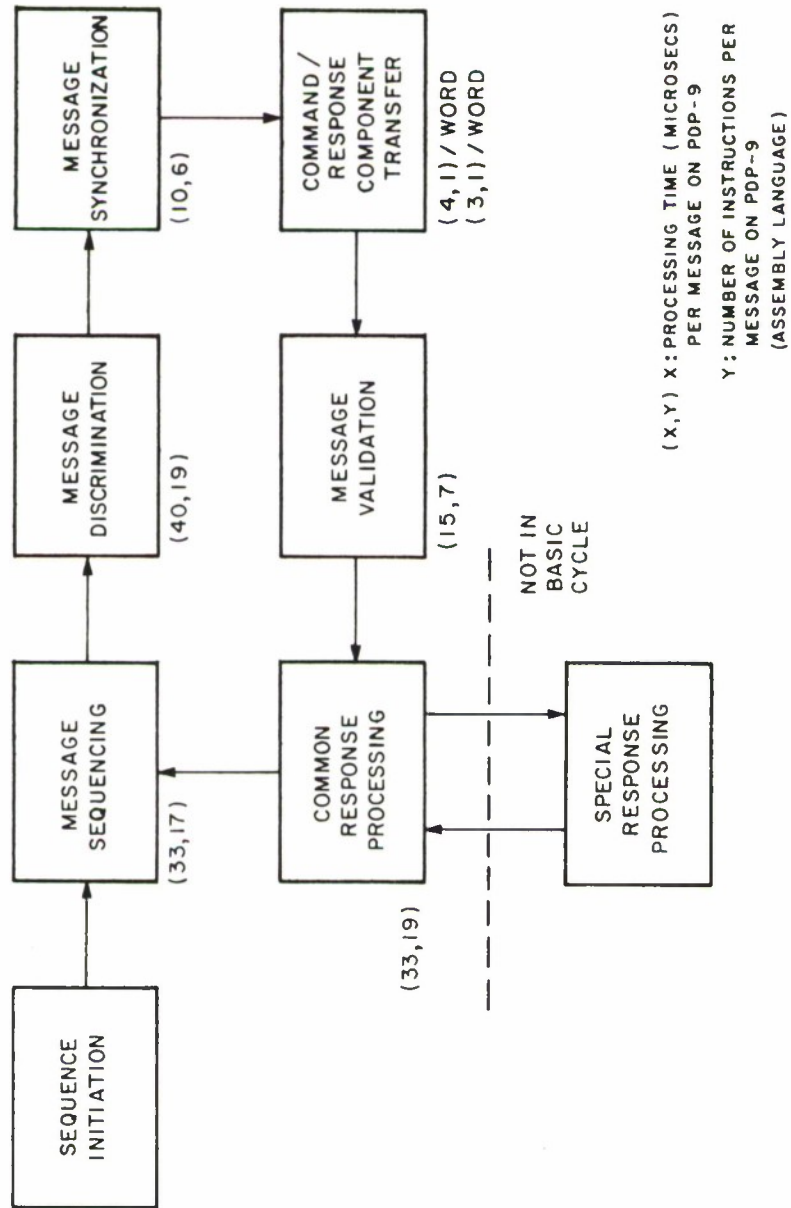 SEQUENCE
INITIATION
MESSAGE
SEQUENCING
(33,17)
MESSAGE
DISCRIMINATION
(40,19)
MESSAGE
SYNCHRONIZATION
(10,6)
COMMAND/
RESPONSE
COMPONENT
TRANSFER
(4,1)/WORD
(3,1)/WORD
MESSAGE
VALIDATION
(15,7)
COMMON
RESPONSE
PROCESSING
(33,19)
NOT IN
BASIC
CYCLE
SPECIAL
RESPONSE
PROCESSING
(X,Y) X: PROCESSING TIME (MICROSECS)
PER MESSAGE ON PDP-9
Y: NUMBER OF INSTRUCTIONS PER
MESSAGE ON PDP-9
(ASSEMBLY LANGUAGE)